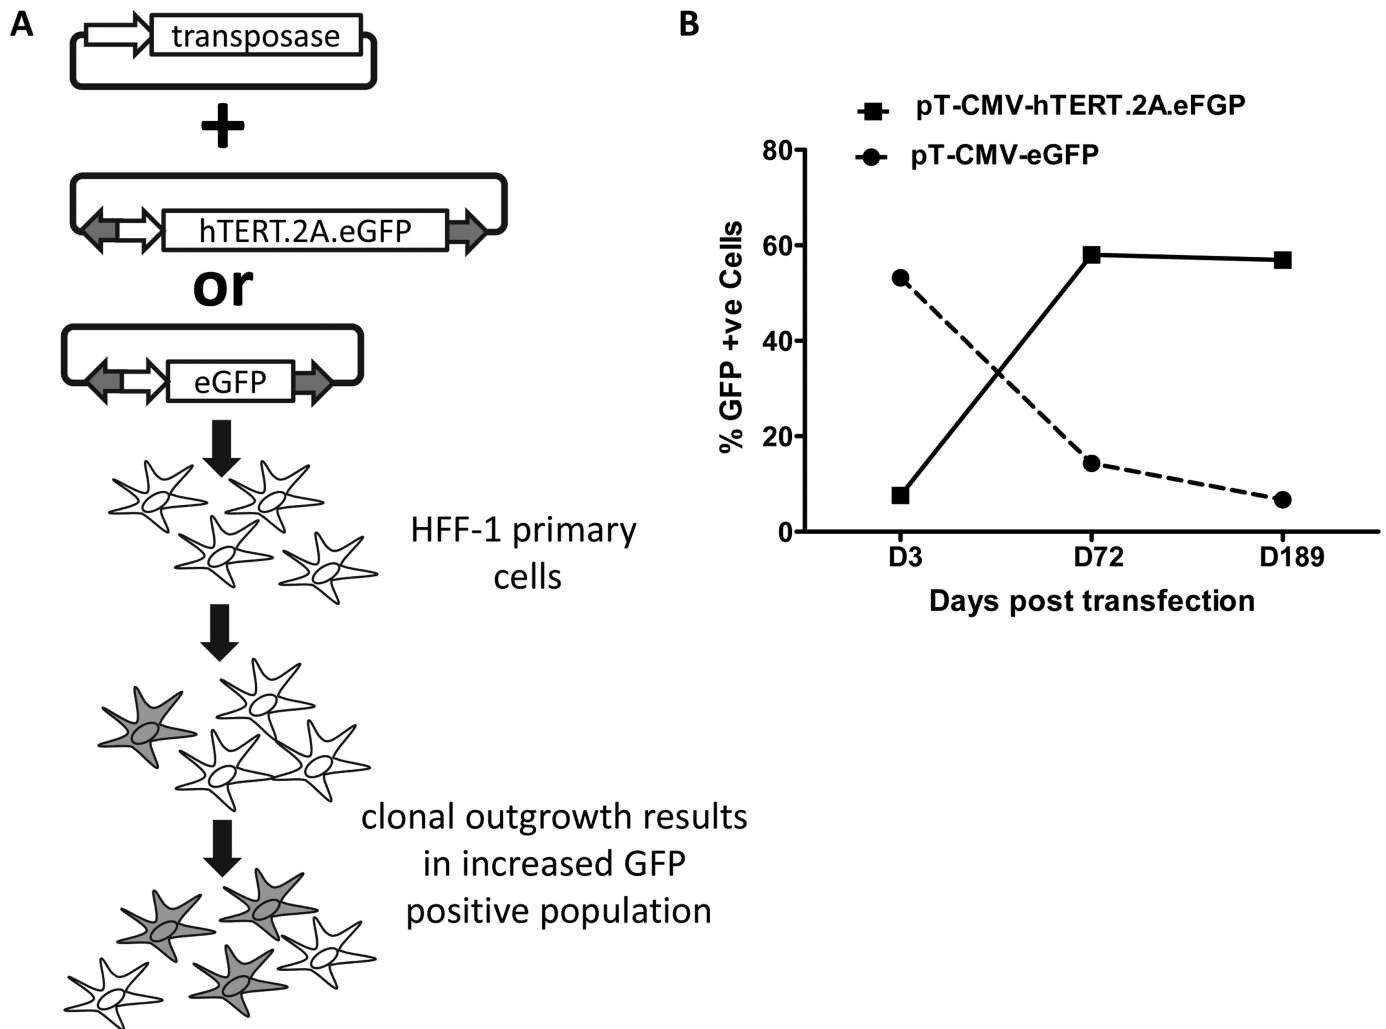 A
transposase
+
hTERT.2A.eGFP
or
eGFP
HFF-1 primary
cells
clonal outgrowth results
in increased GFP
positive population
B
pT-CMV-hTERT.2A.eFGP
pT-CMV-eGFP
% GFP +ve Cells
80
60
40
20
0
D3
D72
D189
Days post transfection